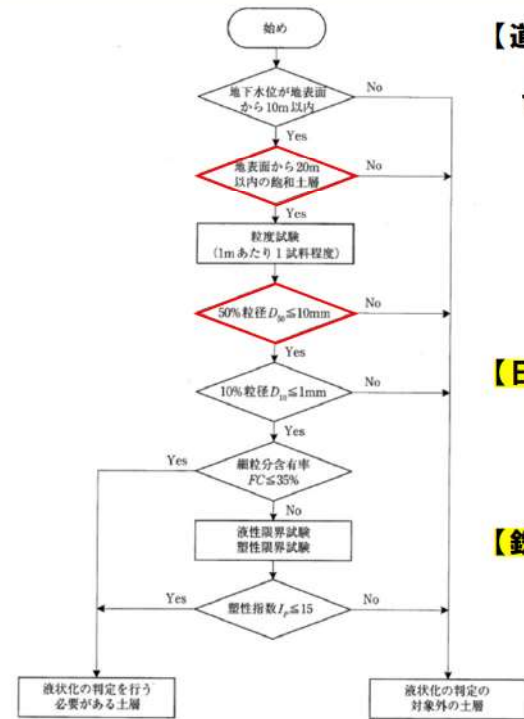 始め
【道
地下水位が地表面
から10m以内
No
Yes
地表面から20m
以内の飽和土層
No
Yes
粒度試験
(1mあたり1試料程度)
50%粒径D50≦10mm
No
Yes
【日
10%粒径D10≦1mm
No
Yes
細粒分含有率
FC≦35%
Yes
No
【鉄
液性限界試験
塑性限界試験
塑性指数IP≦15
Yes
No
液状化の判定を行う
必要がある土層
液状化の判定の
対象外の土層